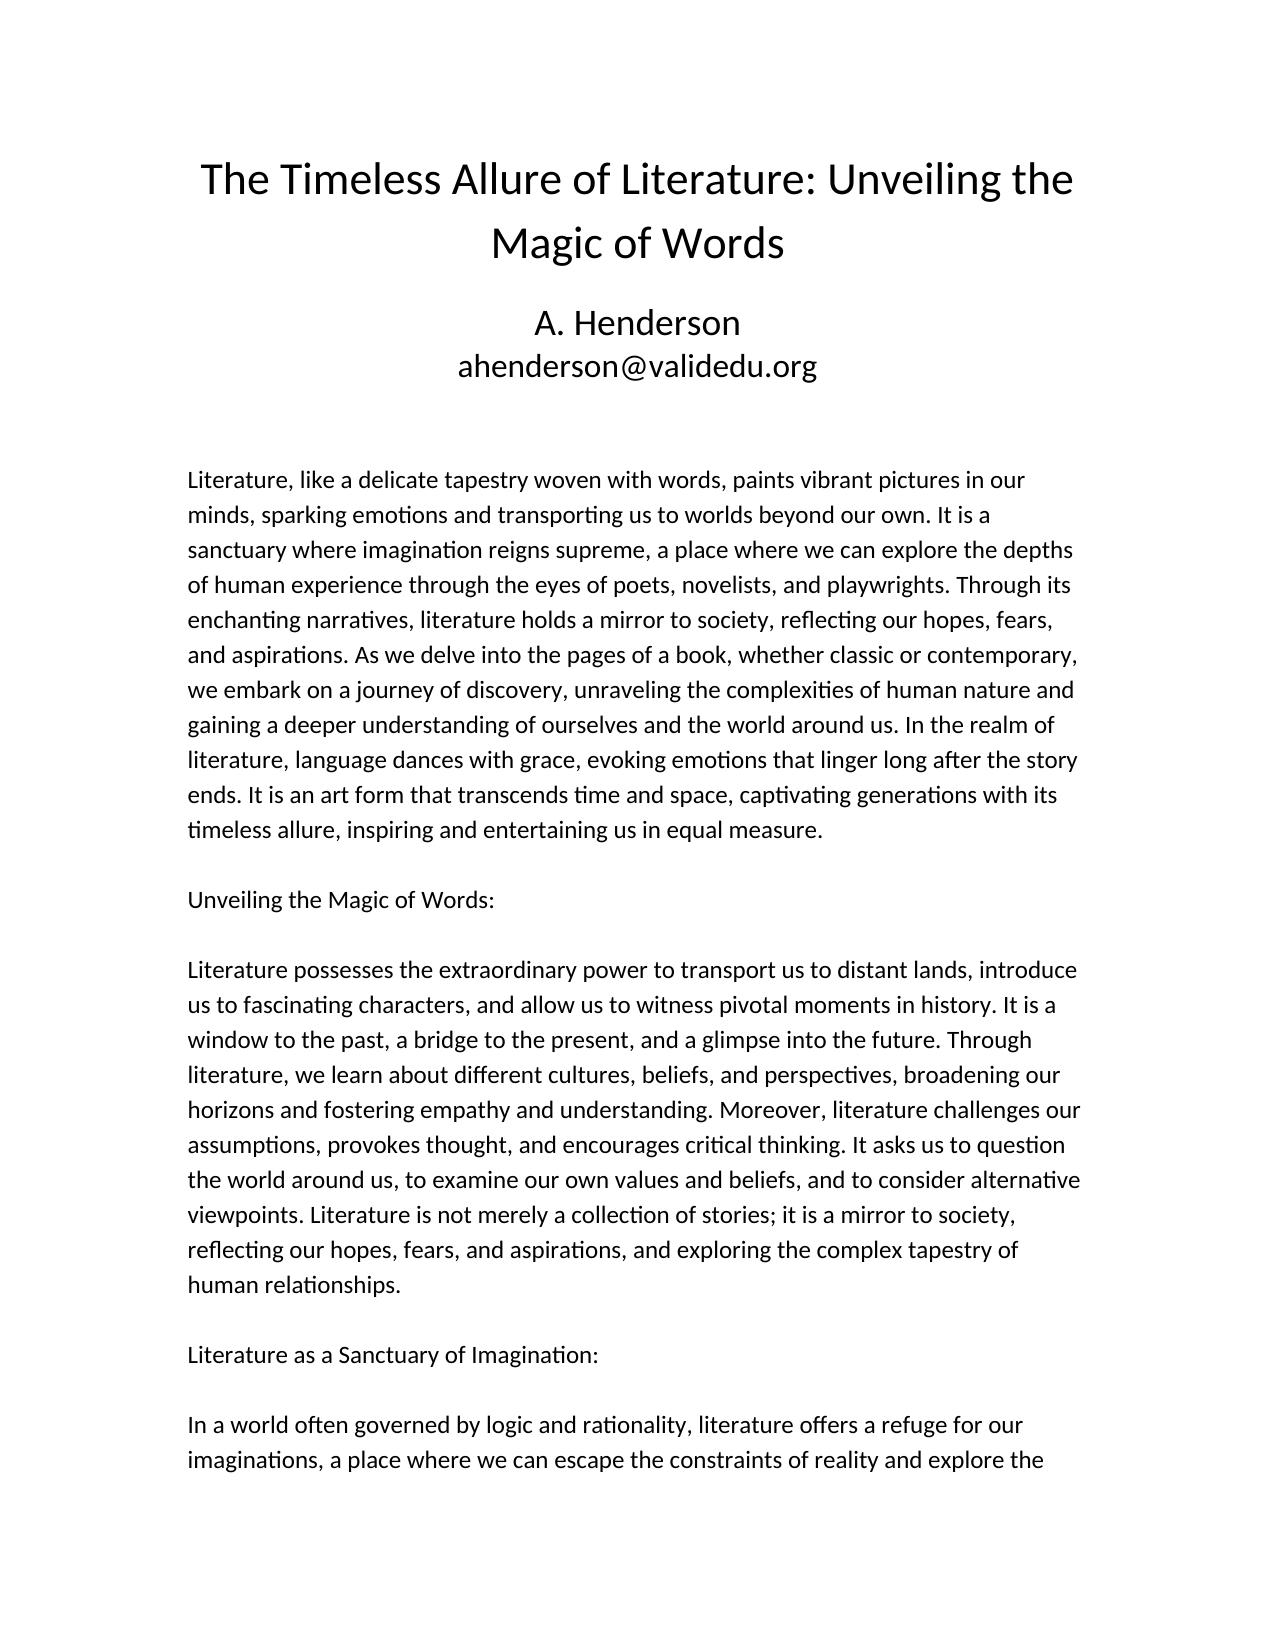 The Timeless Allure of Literature: Unveiling the
Magic of Words
A. Henderson
ahenderson@validedu.org
Literature, like a delicate tapestry woven with words, paints vibrant pictures in our
minds, sparking emotions and transporting us to worlds beyond our own. It is a
sanctuary where imagination reigns supreme, a place where we can explore the depths
of human experience through the eyes of poets, novelists, and playwrights. Through its
enchanting narratives, literature holds a mirror to society, reflecting our hopes, fears,
and aspirations. As we delve into the pages of a book, whether classic or contemporary,
we embark on a journey of discovery, unraveling the complexities of human nature and
gaining a deeper understanding of ourselves and the world around us. In the realm of
literature, language dances with grace, evoking emotions that linger long after the story
ends. It is an art form that transcends time and space, captivating generations with its
timeless allure, inspiring and entertaining us in equal measure.
Unveiling the Magic of Words:
Literature possesses the extraordinary power to transport us to distant lands, introduce
us to fascinating characters, and allow us to witness pivotal moments in history. It is a
window to the past, a bridge to the present, and a glimpse into the future. Through
literature, we learn about different cultures, beliefs, and perspectives, broadening our
horizons and fostering empathy and understanding. Moreover, literature challenges our
assumptions, provokes thought, and encourages critical thinking. It asks us to question
the world around us, to examine our own values and beliefs, and to consider alternative
viewpoints. Literature is not merely a collection of stories; it is a mirror to society,
reflecting our hopes, fears, and aspirations, and exploring the complex tapestry of
human relationships.
Literature as a Sanctuary of Imagination:
In a world often governed by logic and rationality, literature offers a refuge for our
imaginations, a place where we can escape the constraints of reality and explore the